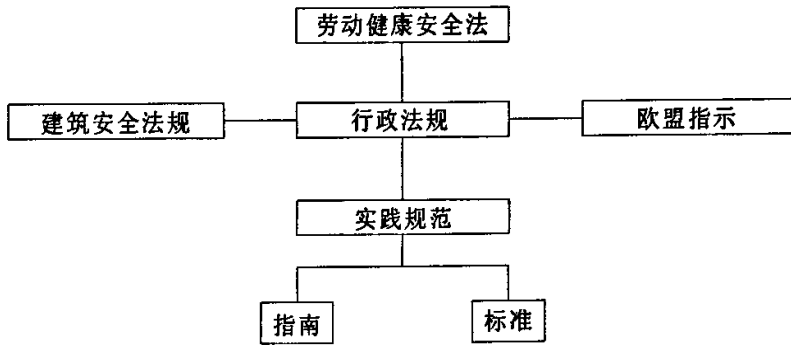 劳动健康安全法
建筑安全法规
行政法规
欧盟指示
实践规范
指南
标准